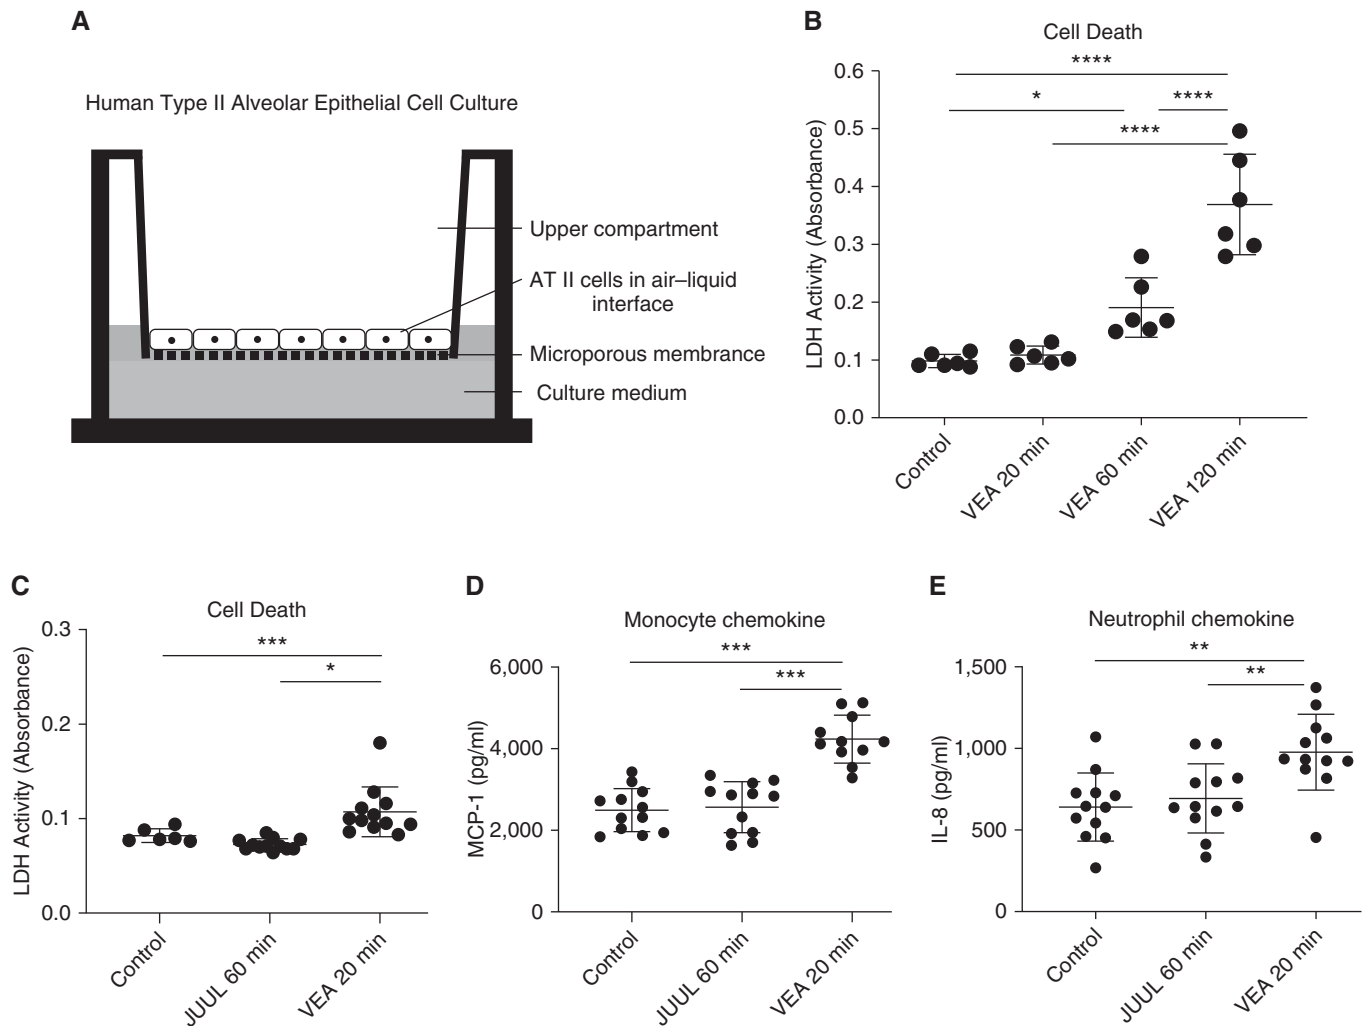 A
Human Type II Alveolar Epithelial Cell Culture
Upper compartment
AT II cells in air–liquid
interface
Microporous membrance
Culture medium
B
Cell Death
****
*
****
****
LDH Activity (Absorbance)
0.6
0.5
0.4
0.3
0.2
0.1
0.0
Control
VEA 20 min
VEA 60 min
VEA 120 min
C
Cell Death
***
*
LDH Activity (Absorbance)
0.3
0.2
0.1
0.0
Control
JUUL 60 min
VEA 20 min
D
Monocyte chemokine
***
***
MCP-1 (pg/ml)
6,000
4,000
2,000
0
Control
JUUL 60 min
VEA 20 min
E
Neutrophil chemokine
**
**
IL-8 (pg/ml)
1,500
1,000
500
0
Control
JUUL 60 min
VEA 20 min